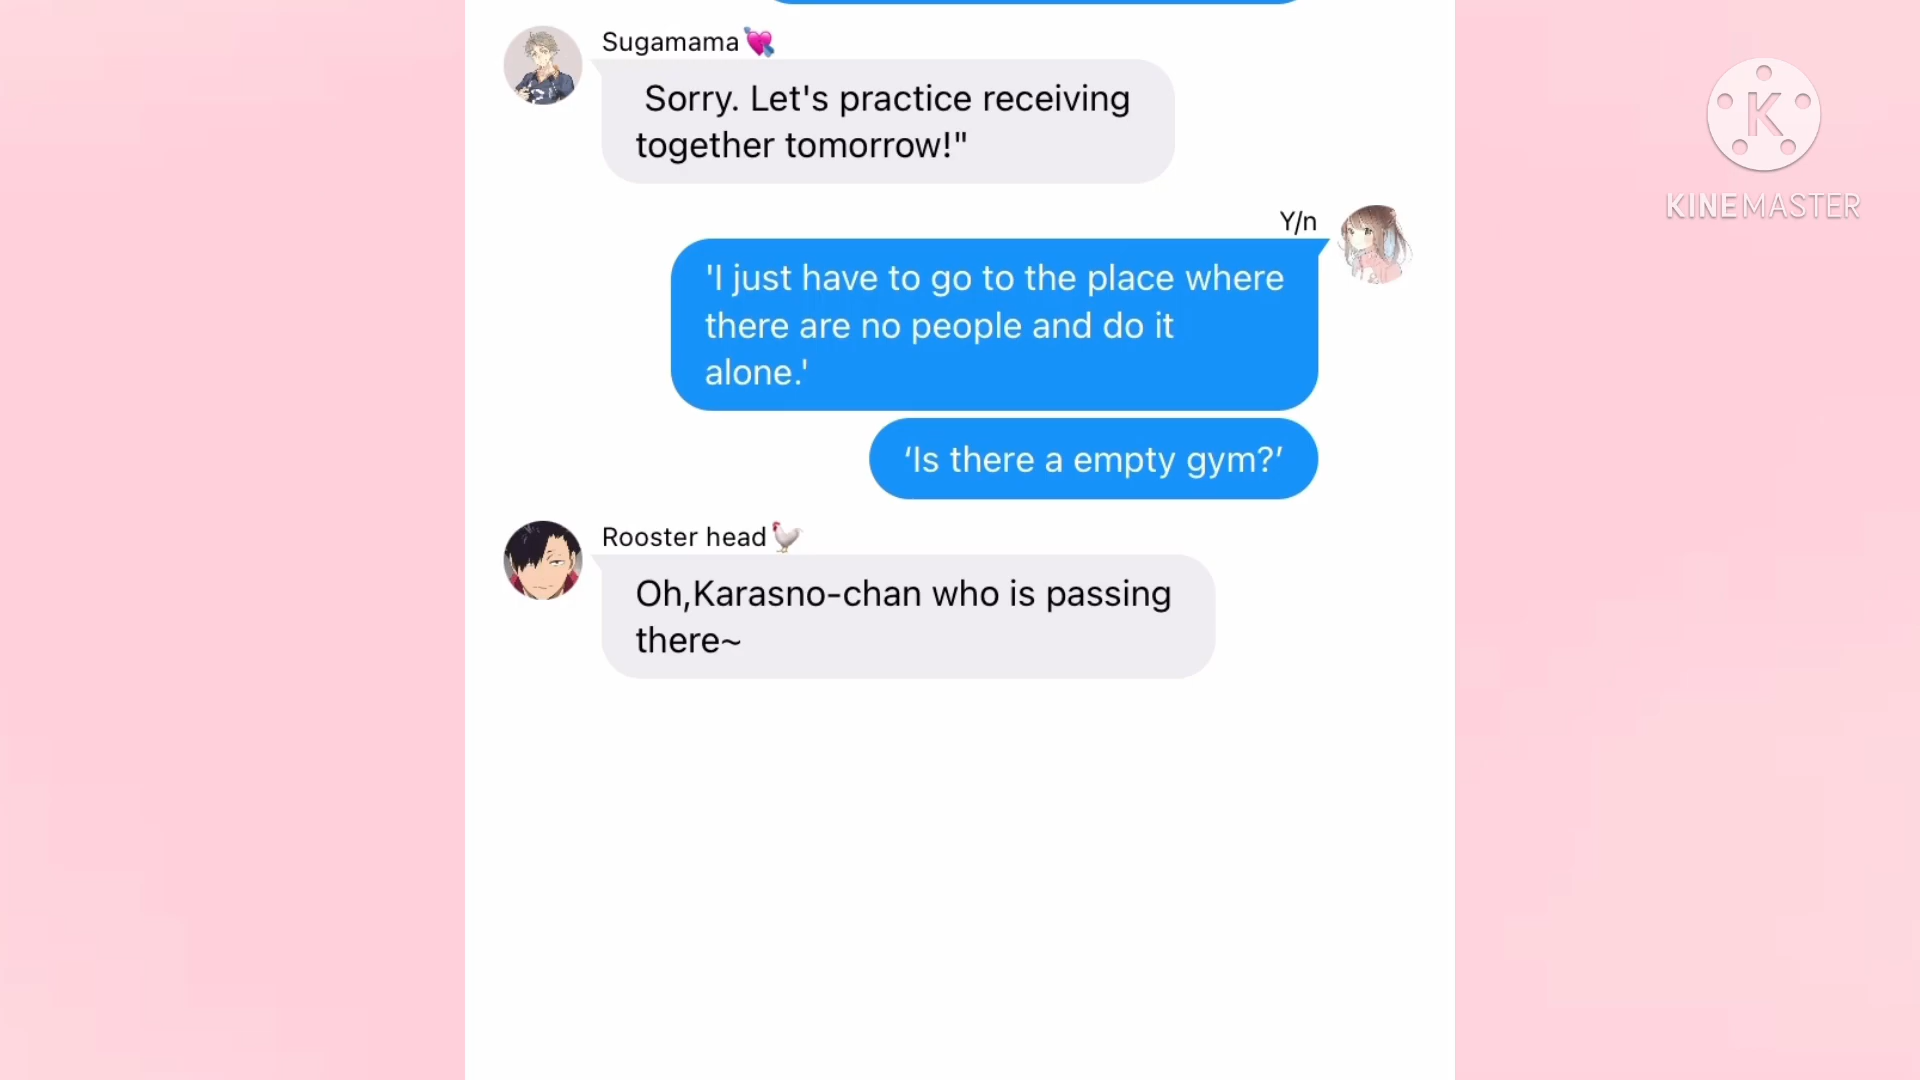 Sugamama💘
Sorry. Let's practice receiving
together tomorrow!"
Y/n
'I just have to go to the place where
there are no people and do it
alone.'
‘Is there a empty gym?’
Rooster head🐓
Oh,Karasno-chan who is passing
there~
K
KINEMASTER